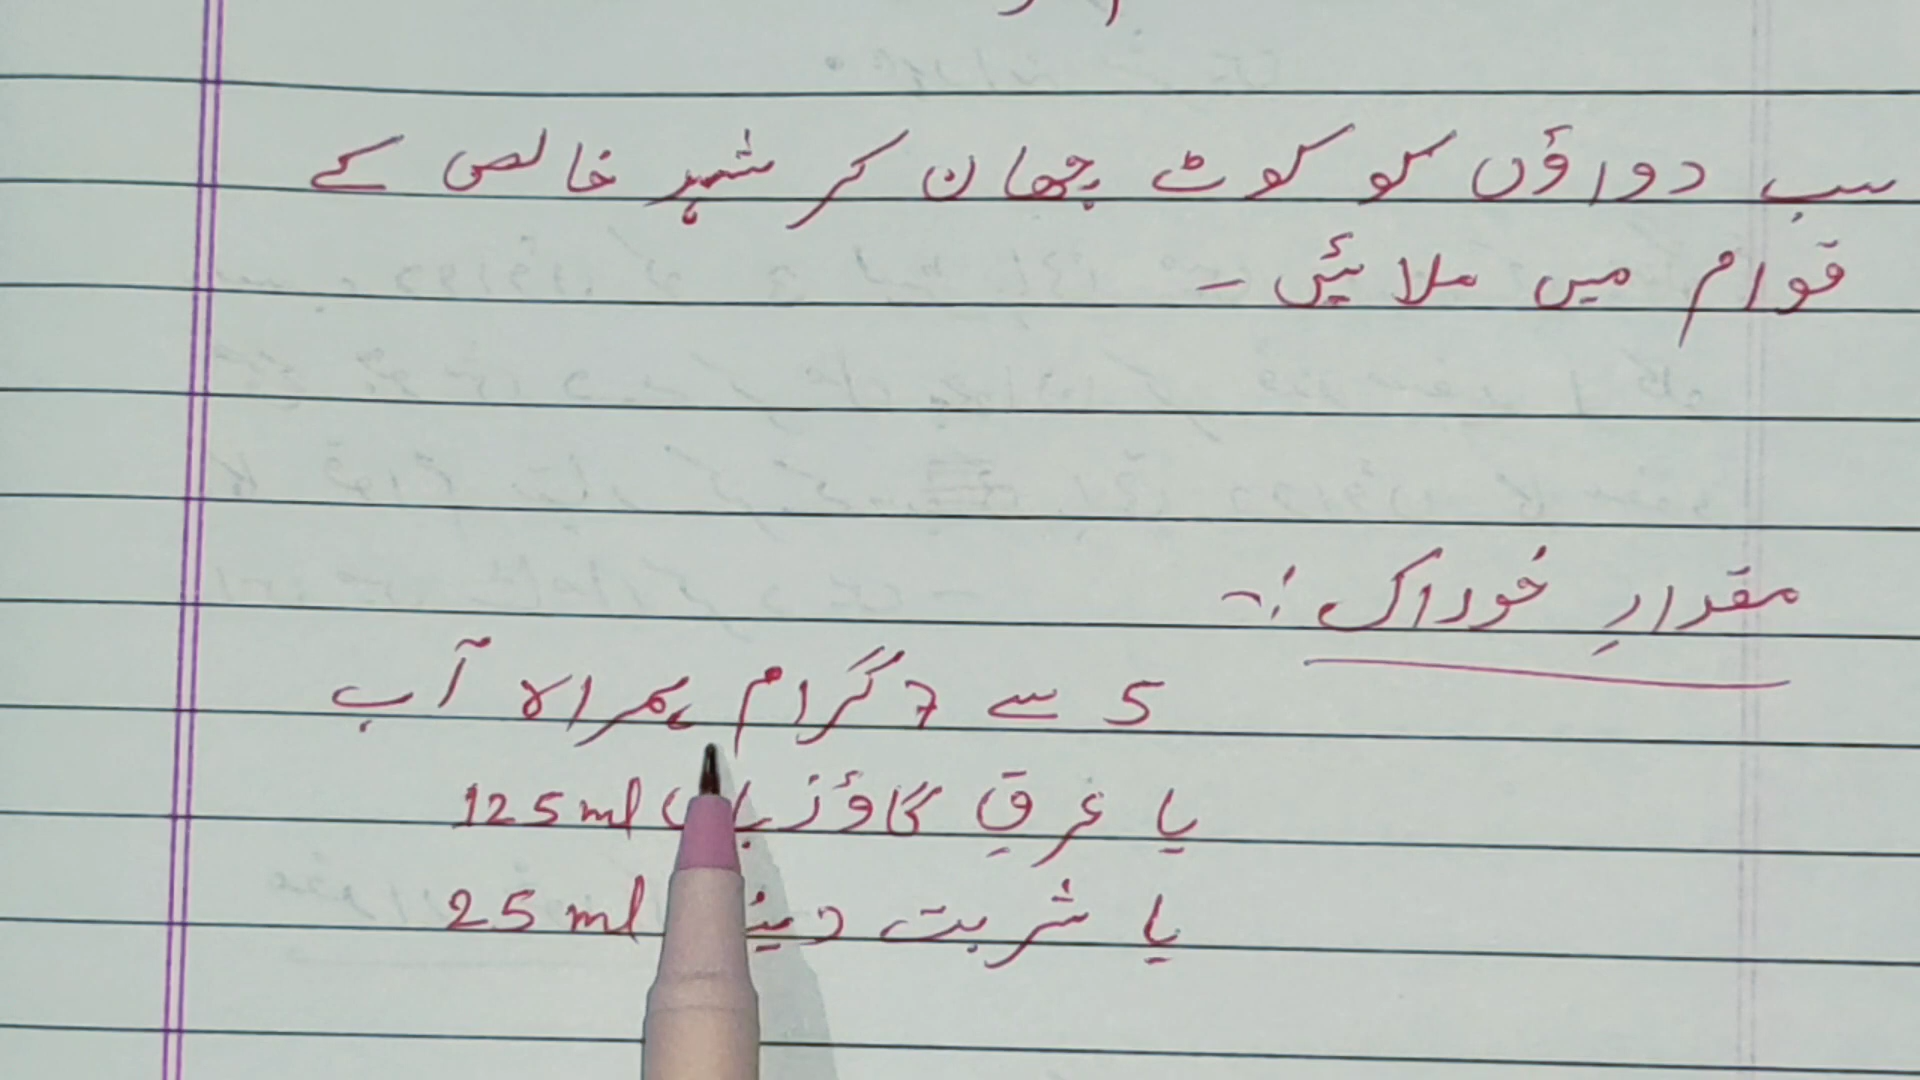 سب دواؤں کو کوٹ چھان کر شہد خالص کے
قوام میں ملائیں -
مقدارِ خوراک :-
5 سے 7 گرام ہمراہ آب
یا عرقِ گاؤزباں 125 ml
یا شربت 25 ml